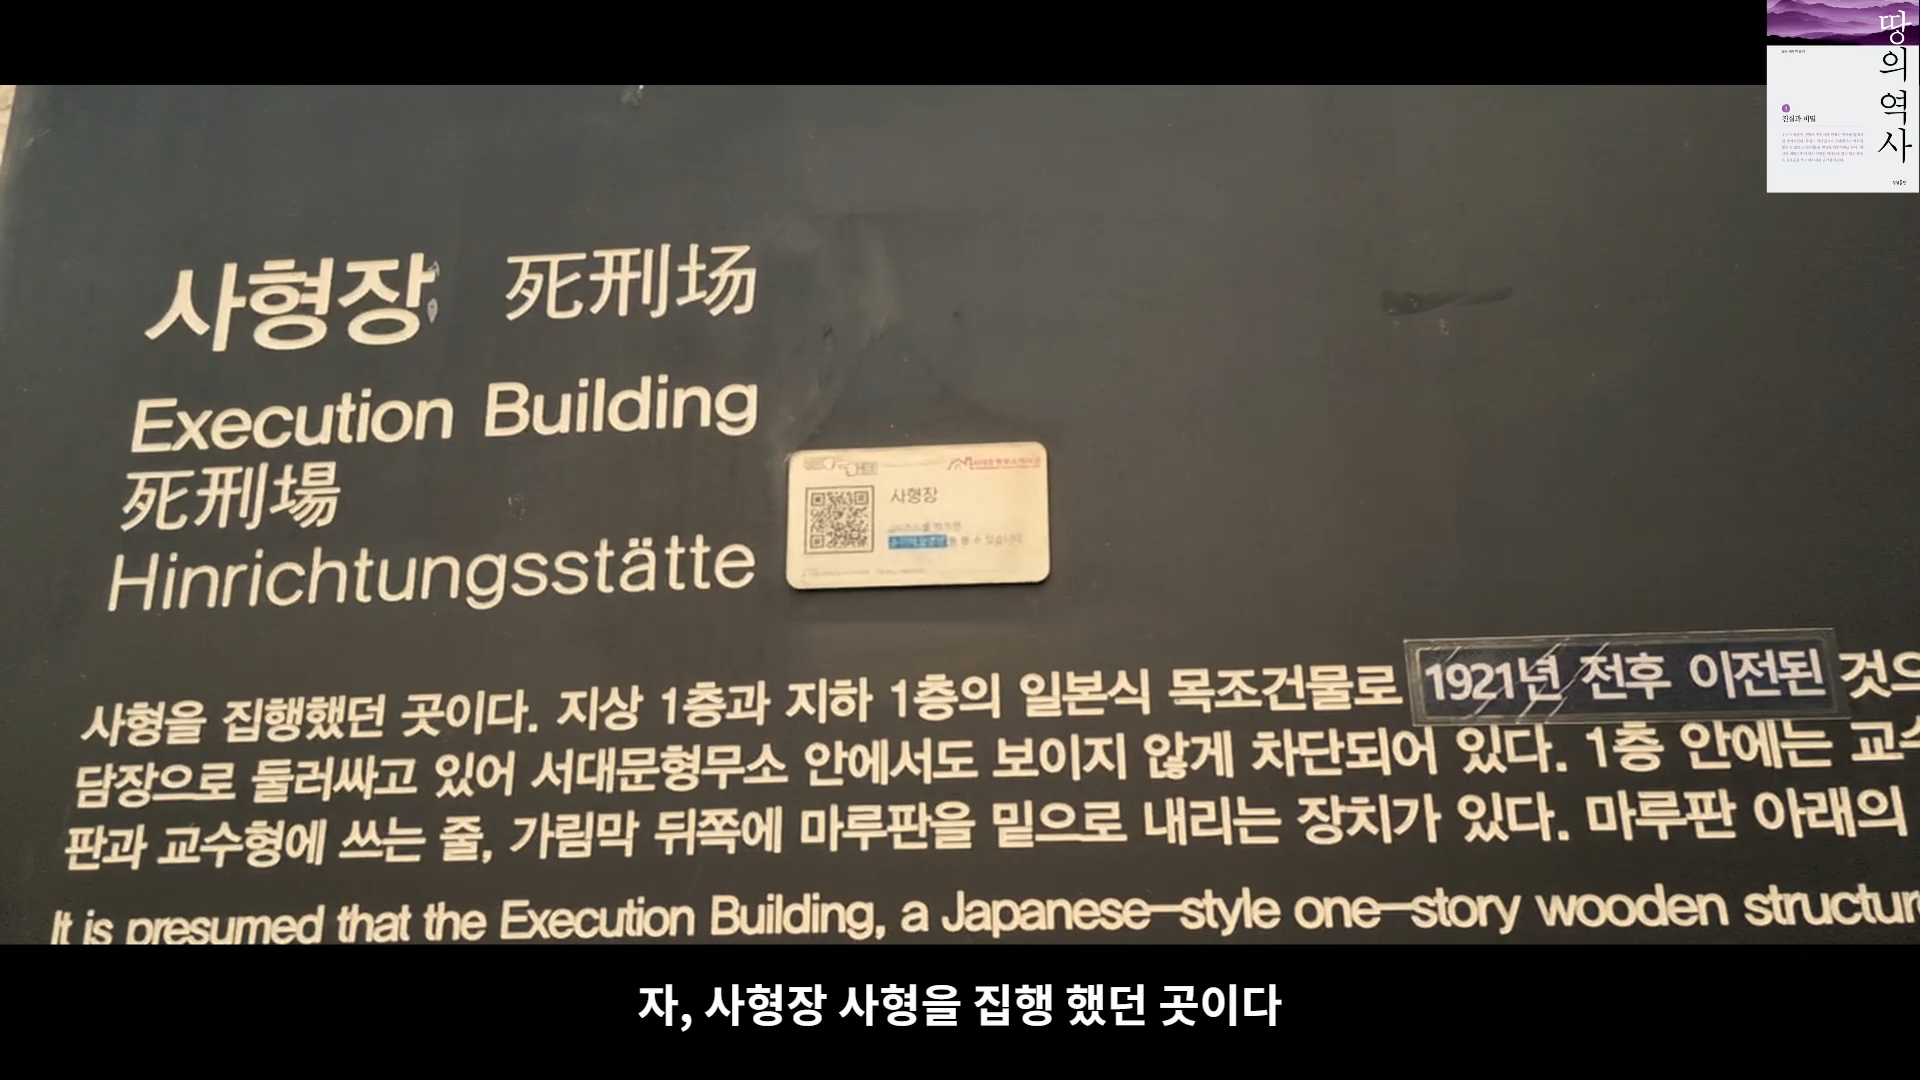 땅의 역사
진실과 비밀
사형장 死刑场
Execution Building
死刑場
Hinrichtungsstätte
사형장
사형을 집행했던 곳이다. 지상 1층과 지하 1층의 일본식 목조건물로 1921년 전후 이전된 것으
담장으로 둘러싸고 있어 서대문형무소 안에서도 보이지 않게 차단되어 있다. 1층 안에는 교수
판과 교수형에 쓰는 줄, 가림막 뒤쪽에 마루판을 밑으로 내리는 장치가 있다. 마루판 아래의
It is presumed that the Execution Building, a Japanese-style one-story wooden structur
자, 사형장 사형을 집행 했던 곳이다